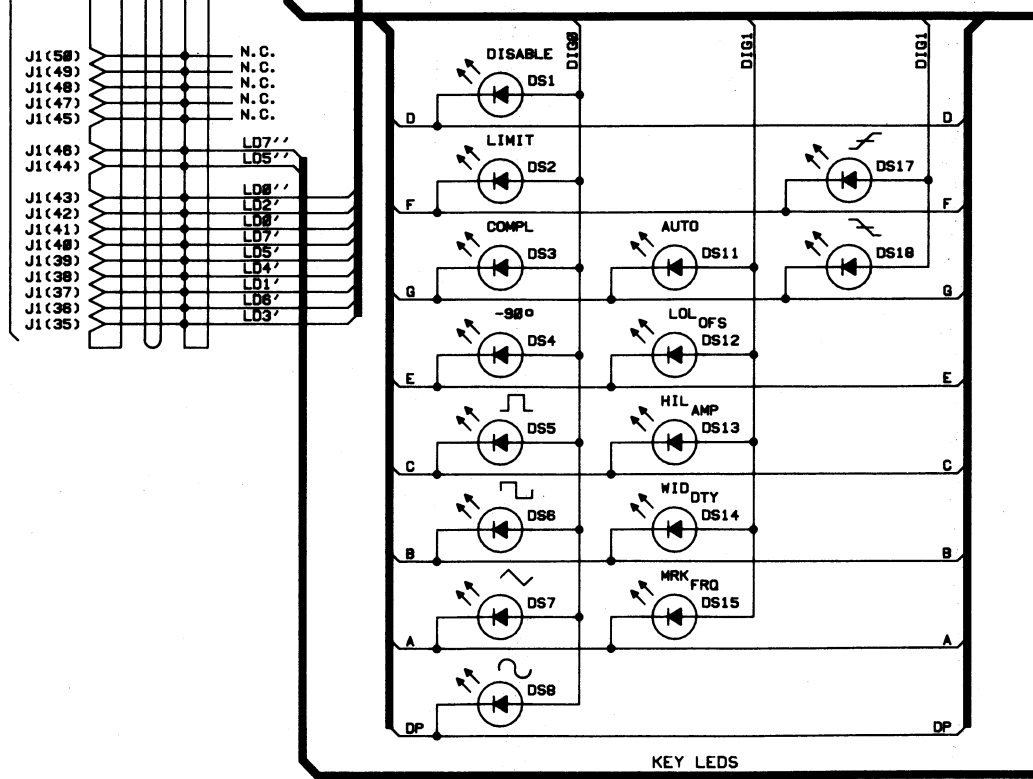 J1(50) N.C.
J1(49) N.C.
J1(48) N.C.
J1(47) N.C.
J1(45) N.C.
J1(46) LD7''
J1(44) LD5''
J1(43) LD0''
J1(42) LD2'
J1(41) LD0'
J1(40) LD7'
J1(39) LD5'
J1(38) LD4'
J1(37) LD1'
J1(36) LD6'
J1(35) LD3'
DIG0 DIG1 DIG1
DISABLE
DS1
D D
LIMIT
DS2 DS17
F F
COMPL AUTO
DS3 DS11 DS18
G G
-90° LOL OFS
DS4 DS12
E E
HIL AMP
DS5 DS13
C C
WID DTY
DS6 DS14
B B
MRK FRQ
DS7 DS15
A A
DS8
DP DP
KEY LEDS